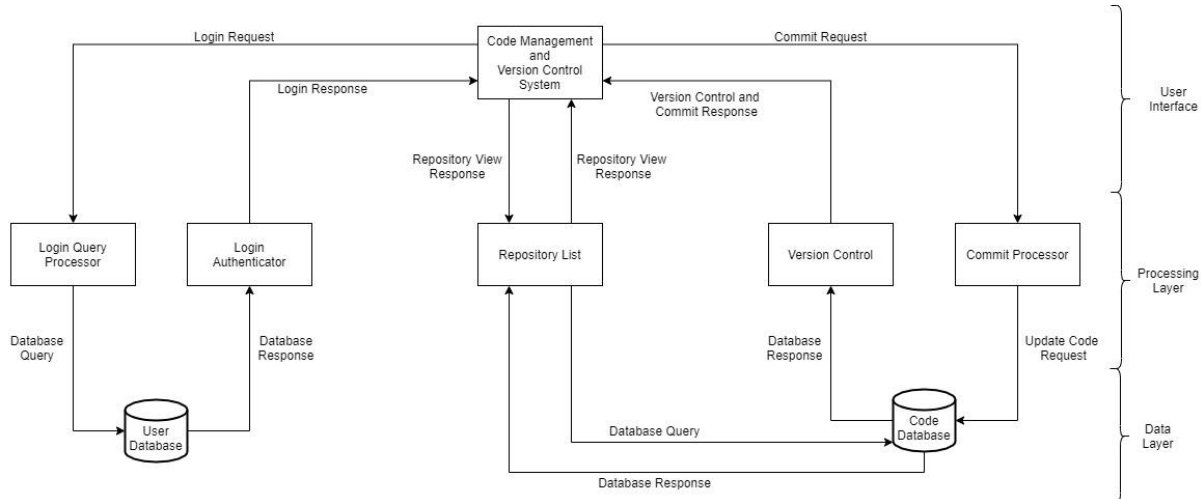 Login Request
Code Management
and
Version Control
System
Commit Request
Login Response
Version Control and
Commit Response
User
Interface
Repository View
Response
Repository View
Response
Login Query
Processor
Login
Authenticator
Repository List
Version Control
Commit Processor
Processing
Layer
Database
Query
Database
Response
Database
Response
Update Code
Request
User
Database
Database Query
Code
Database
Data
Layer
Database Response